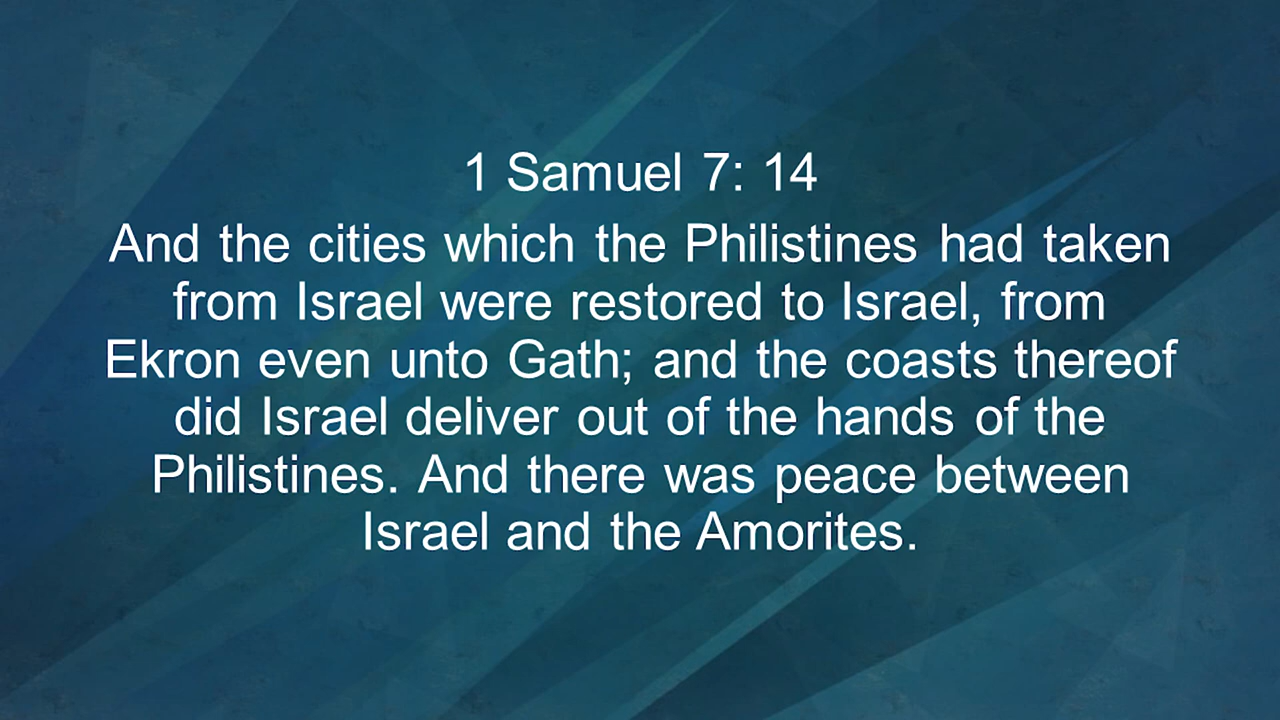 1 Samuel 7: 14
And the cities which the Philistines had taken
from Israel were restored to Israel, from
Ekron even unto Gath; and the coasts thereof
did Israel deliver out of the hands of the
Philistines. And there was peace between
Israel and the Amorites.